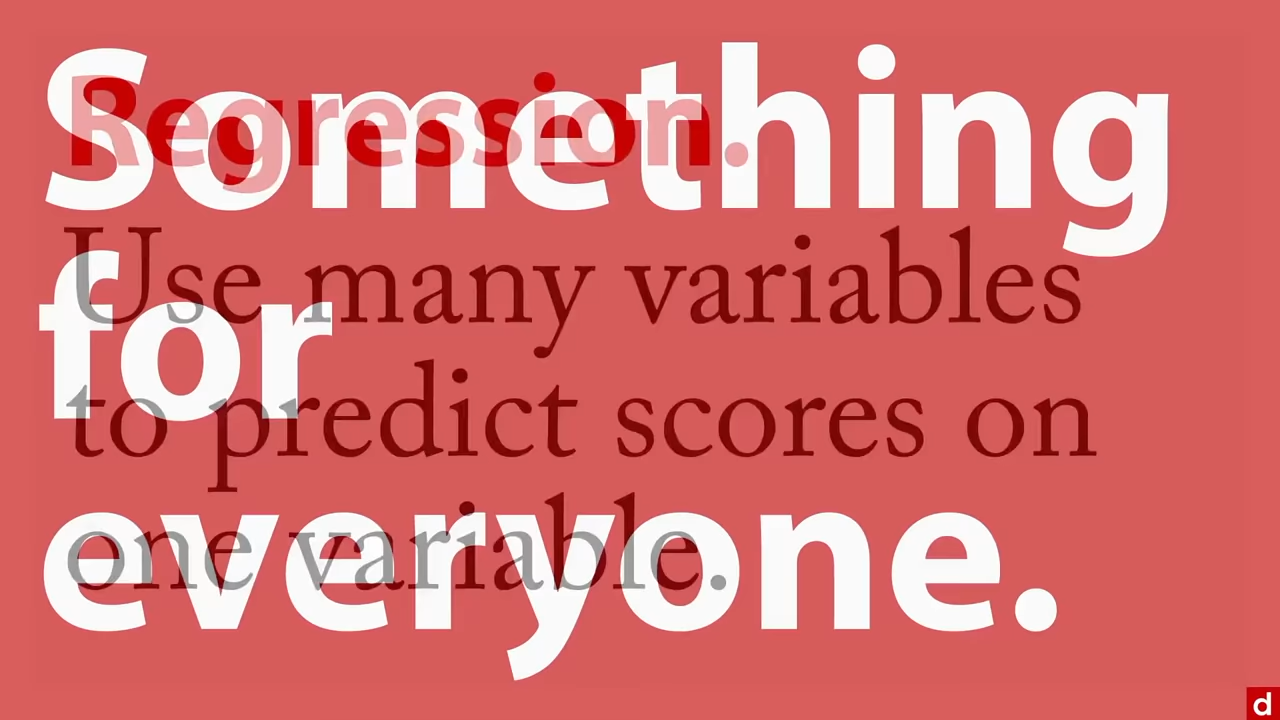 Something
for
everyone.
Regression.
Use many variables
to predict scores on
one variable.
d